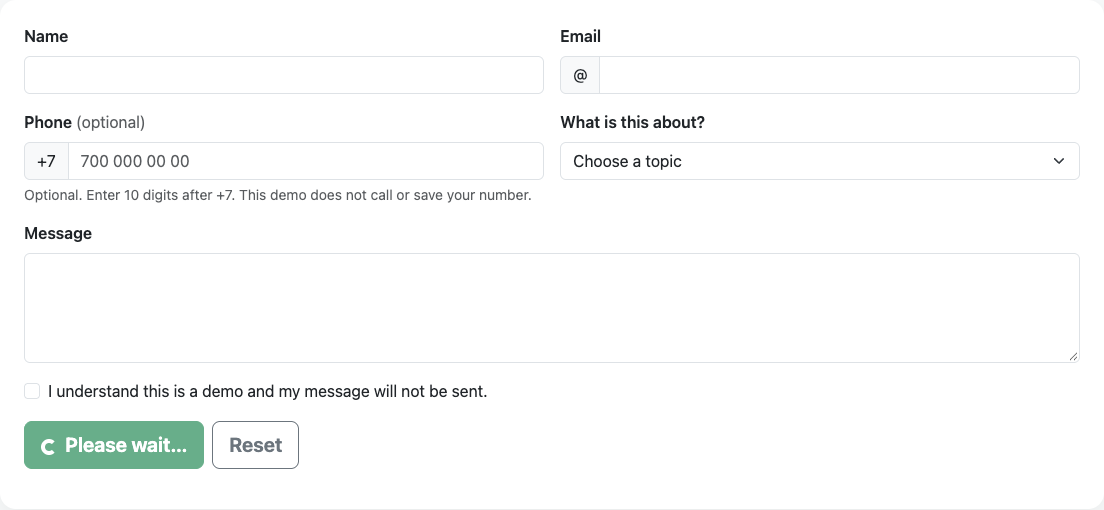 Name
Email
@
Phone (optional)
What is this about?
+7 700 000 00 00
Choose a topic
Optional. Enter 10 digits after +7. This demo does not call or save your number.
Message
I understand this is a demo and my message will not be sent.
Please wait...
Reset